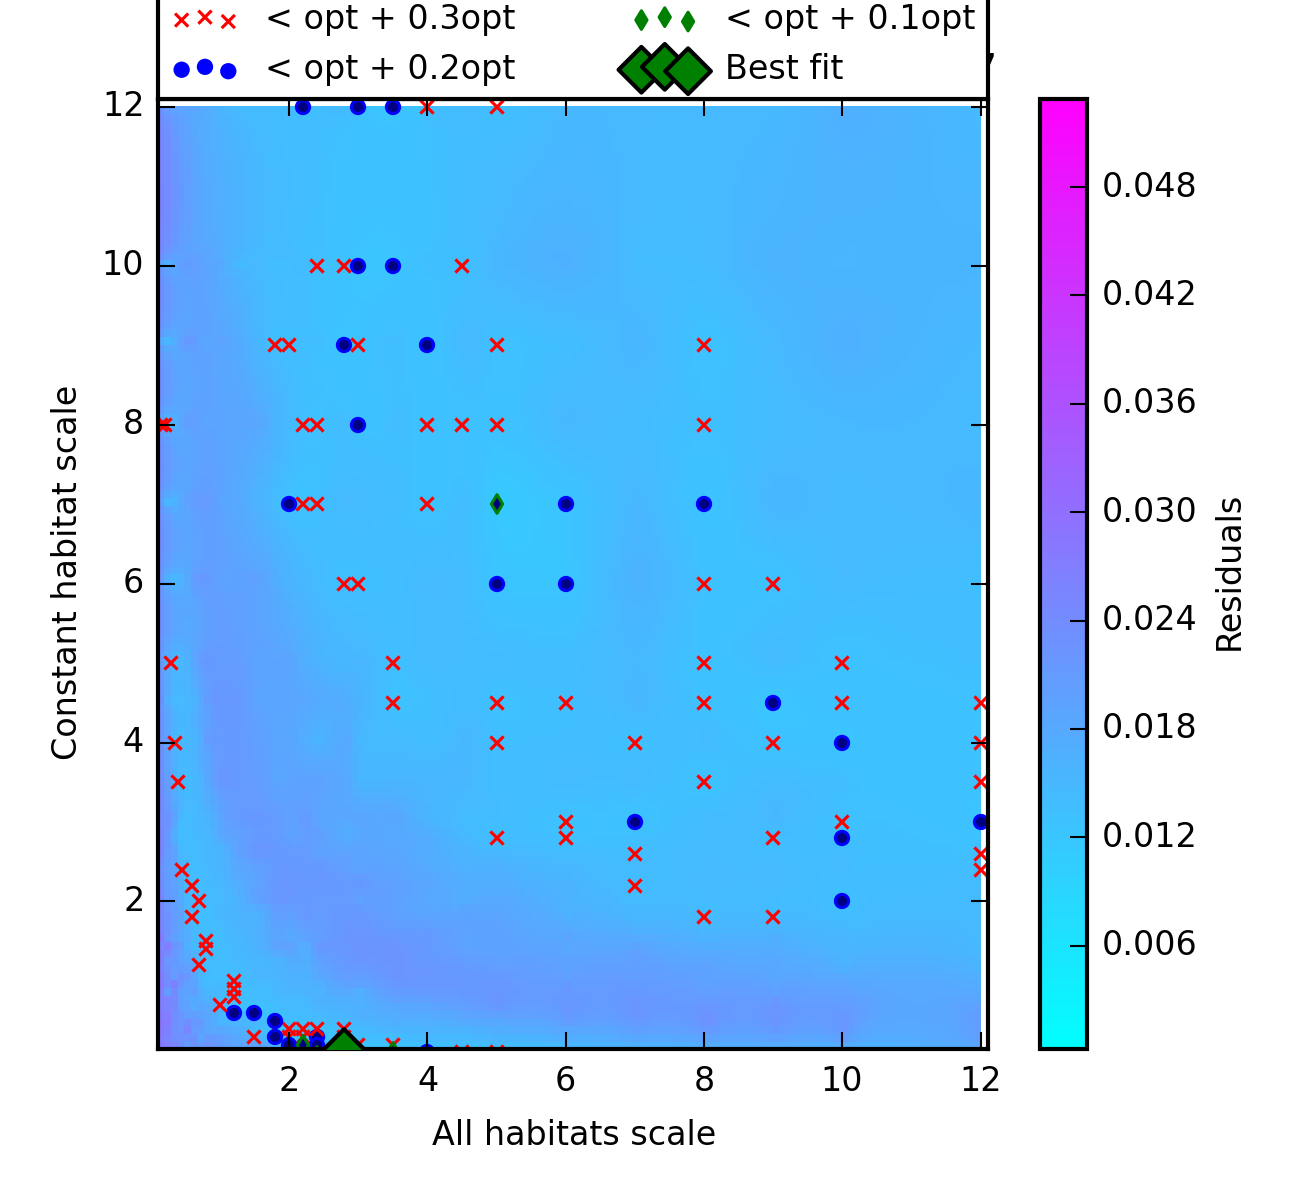 < opt + 0.3opt
< opt + 0.1opt
< opt + 0.2opt
Best fit
12
10
8
6
4
2
Constant habitat scale
2
4
6
8
10
12
All habitats scale
0.048
0.042
0.036
0.030
0.024
0.018
0.012
0.006
Residuals